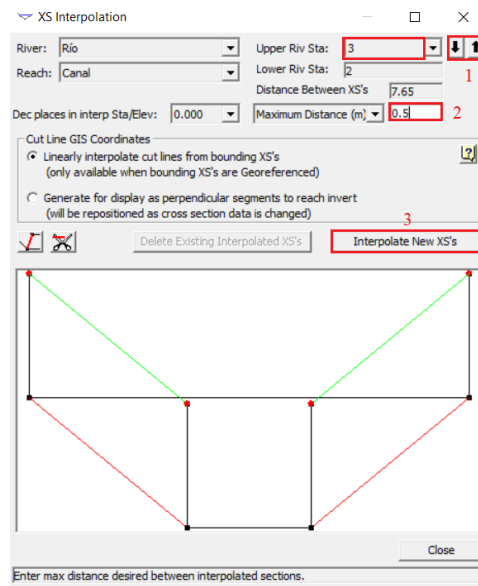 XS Interpolation
River: Río Upper Riv Sta: 3
1
Reach: Canal Lower Riv Sta: 2
Distance Between XS's 7.65
Dec places in interp Sta/Elev: 0.000 Maximum Distance (m) 0.5 2
Cut Line GIS Coordinates
Linearly interpolate cut lines from bounding XS's
(only available when bounding XS's are Georeferenced)
Generate for display as perpendicular segments to reach invert
(will be repositioned as cross section data is changed)
3
Delete Existing Interpolated XS's Interpolate New XS's
Close
Enter max distance desired between interpolated sections.